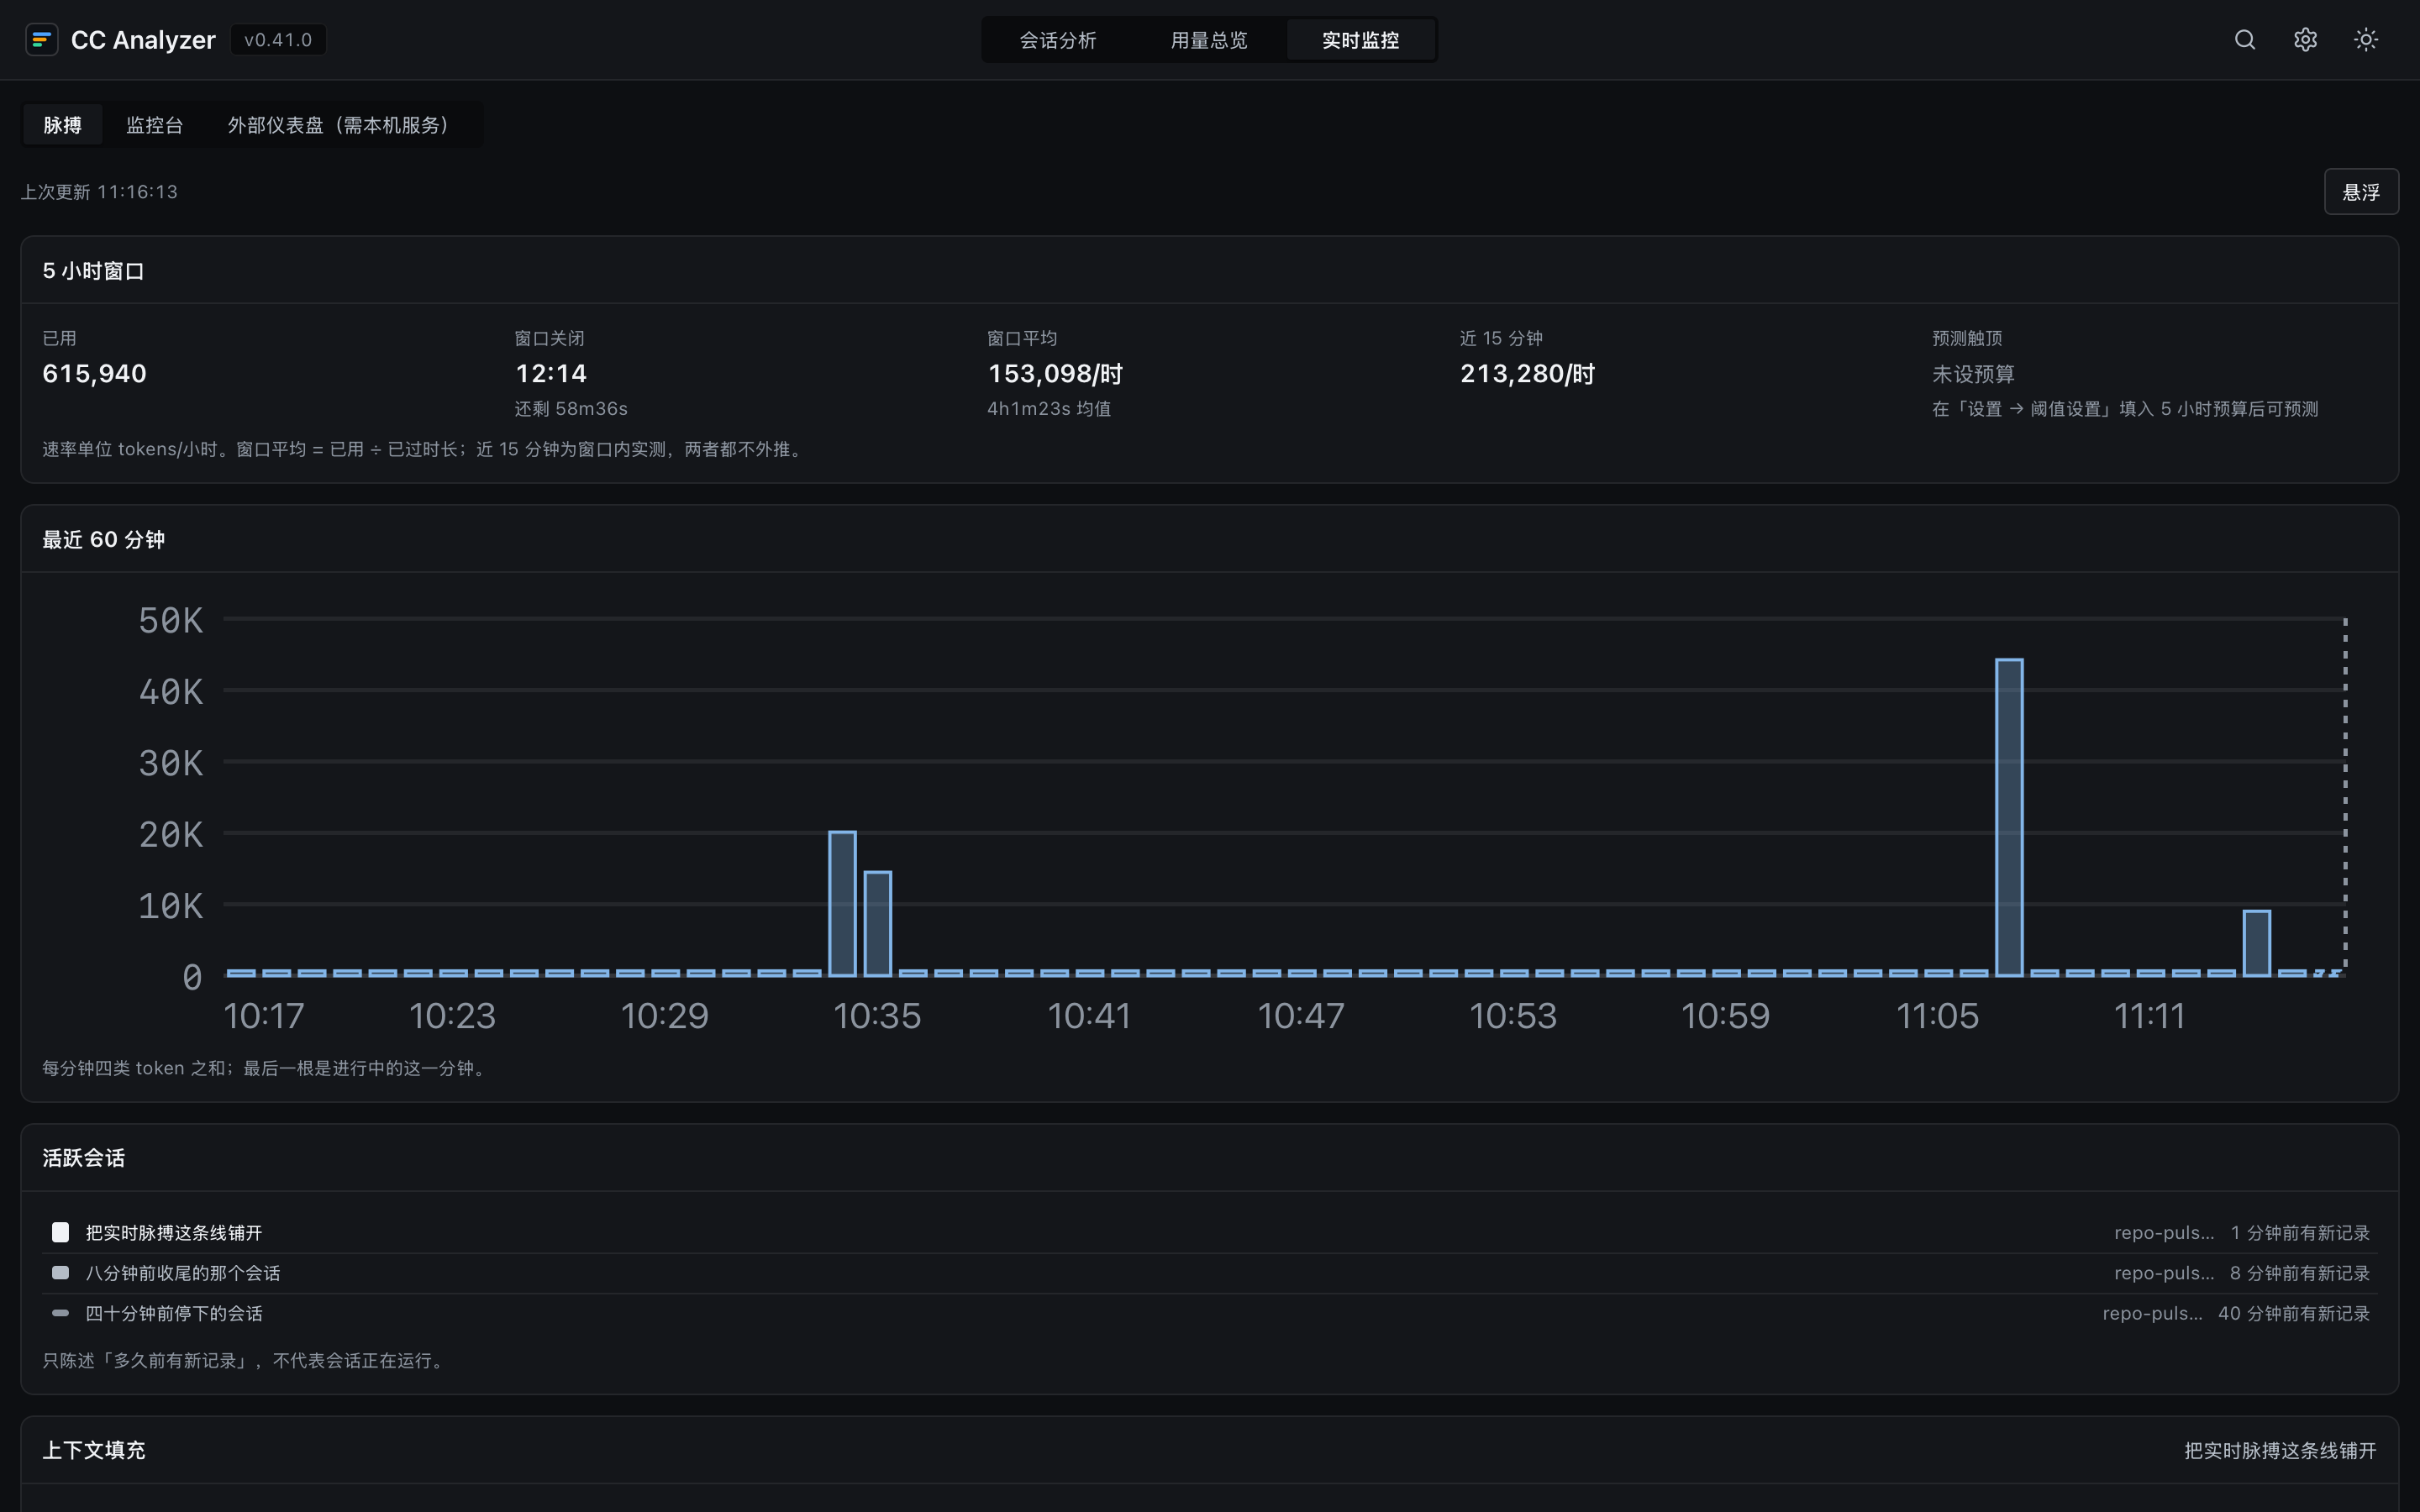 CC Analyzer v0.41.0
会话分析 用量总览 实时监控
脉搏 监控台 外部仪表盘（需本机服务）
上次更新 11:16:13
悬浮
5 小时窗口
已用 窗口关闭 窗口平均 近 15 分钟 预测触顶
615,940 12:14 153,098/时 213,280/时 未设预算
还剩 58m36s 4h1m23s 均值 在「设置 → 阈值设置」填入 5 小时预算后可预测
速率单位 tokens/小时。窗口平均 = 已用 ÷ 已过时长；近 15 分钟为窗口内实测，两者都不外推。
最近 60 分钟
50K
40K
30K
20K
10K
0
10:17 10:23 10:29 10:35 10:41 10:47 10:53 10:59 11:05 11:11
每分钟四类 token 之和；最后一根是进行中的这一分钟。
活跃会话
把实时脉搏这条线铺开 repo-puls... 1 分钟前有新记录
八分钟前收尾的那个会话 repo-puls... 8 分钟前有新记录
四十分钟前停下的会话 repo-puls... 40 分钟前有新记录
只陈述「多久前有新记录」，不代表会话正在运行。
上下文填充 把实时脉搏这条线铺开